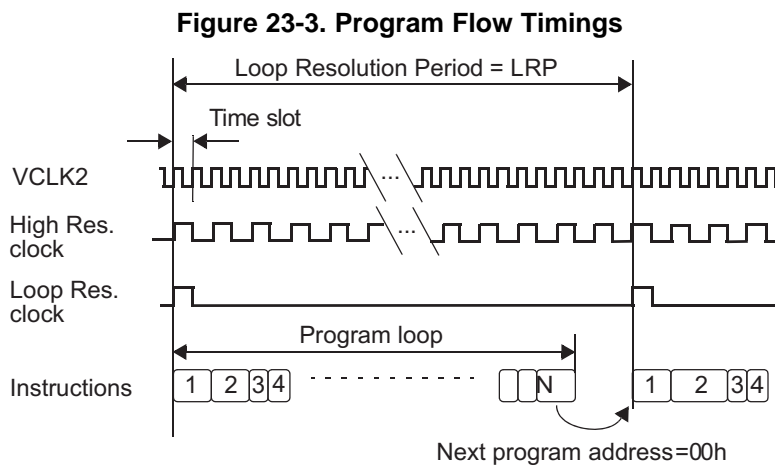 Figure 23-3. Program Flow Timings
Loop Resolution Period = LRP
Time slot
VCLK2
...
High Res.
clock
...
Loop Res.
clock
Program loop
Instructions
1 2 3 4
N
1 2 3 4
Next program address=00h